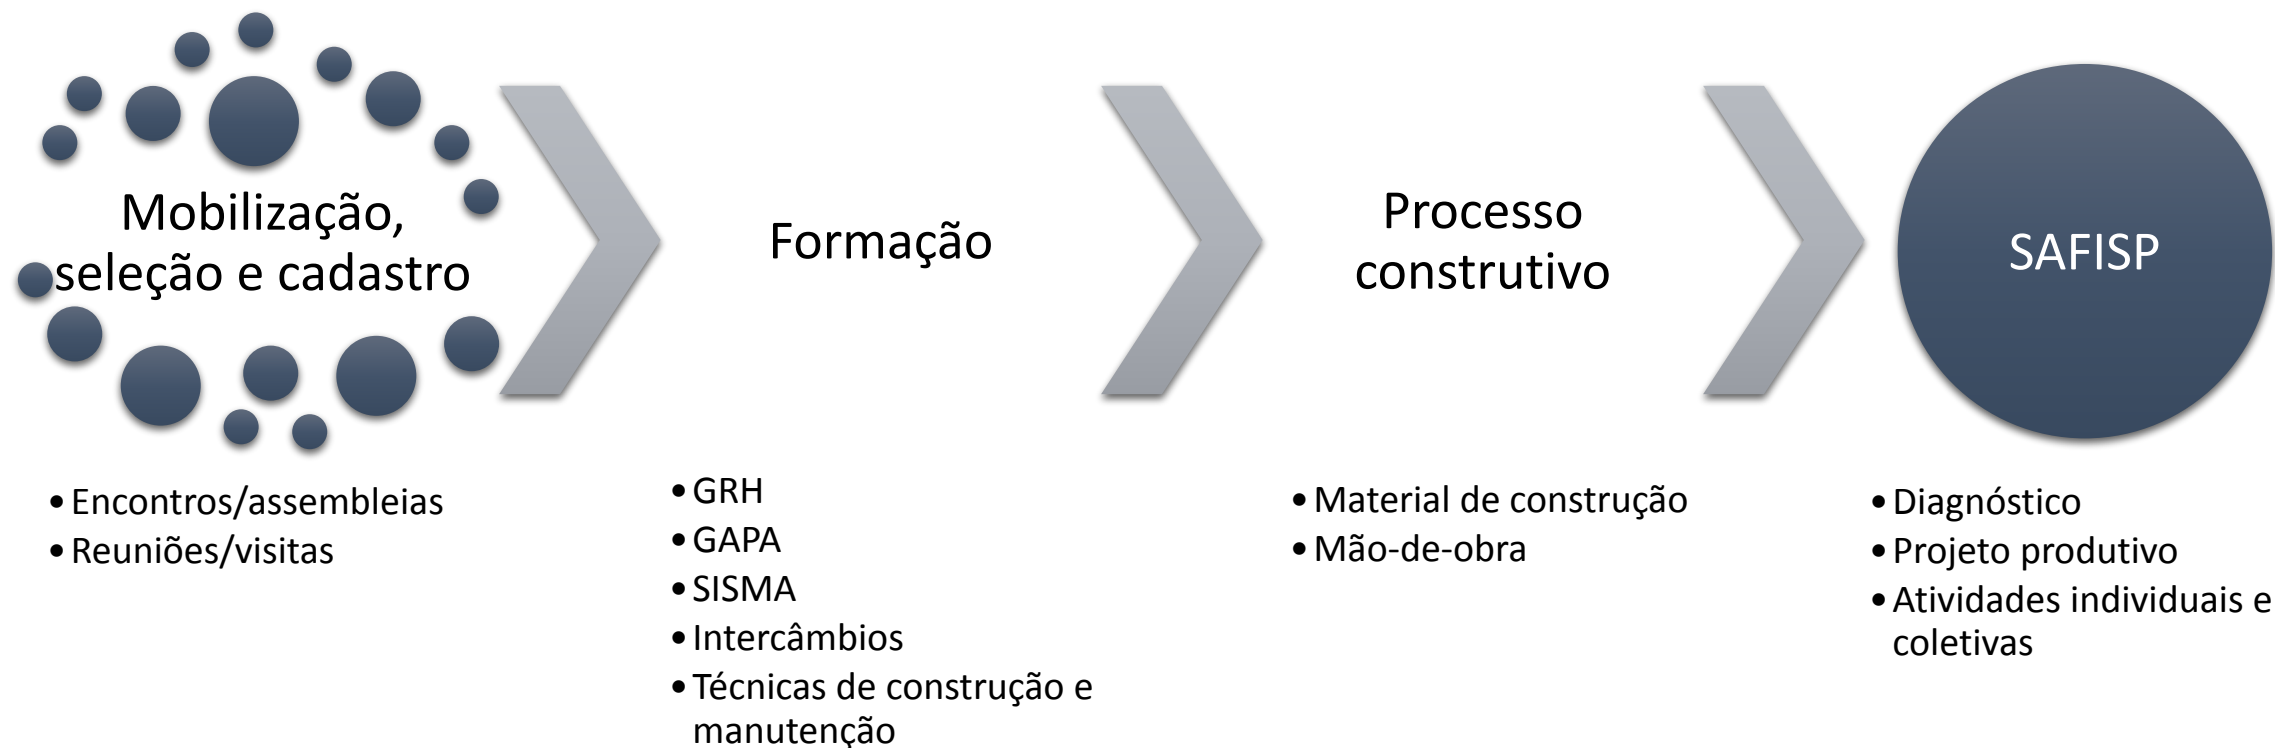 Mobilização,
seleção e cadastro
• Encontros/assembleias
• Reuniões/visitas
Formação
• GRH
• GAPA
• SISMA
• Intercâmbios
• Técnicas de construção e
manutenção
Processo
construtivo
• Material de construção
• Mão-de-obra
SAFISP
• Diagnóstico
• Projeto produtivo
• Atividades individuais e
coletivas